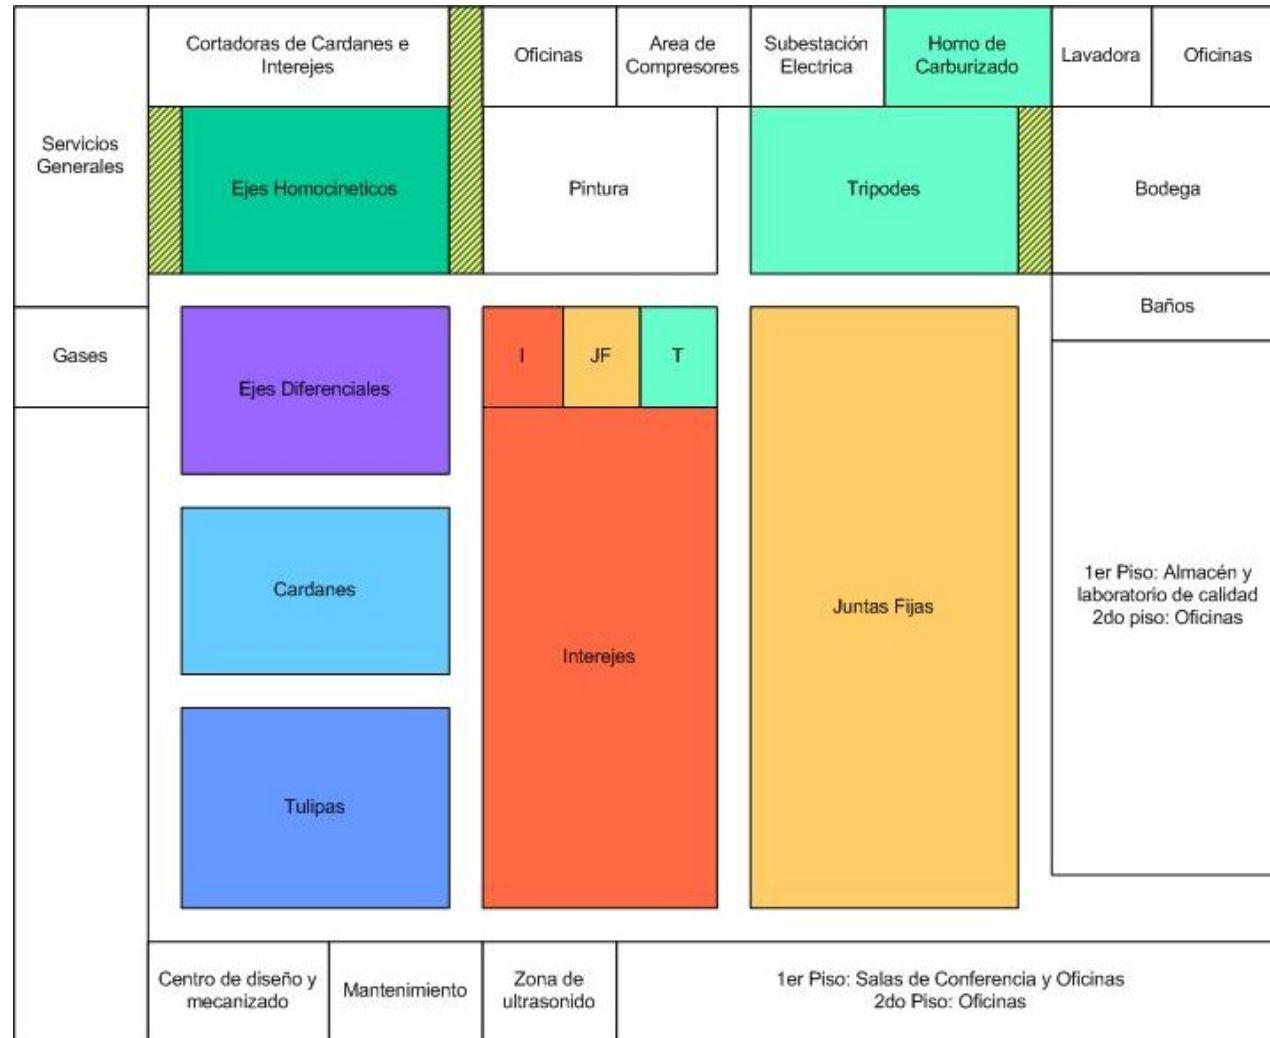 Cortadoras de Cardanes e
Interejes
Oficinas
Area de
Compresores
Subestación
Electrica
Horno de
Carburizado
Lavadora
Oficinas
Servicios
Generales
Ejes Homocineticos
Pintura
Tripodes
Bodega
Baños
Gases
Ejes Diferenciales
I
JF
T
Cardanes
Interejes
Juntas Fijas
1er Piso: Almacén y
laboratorio de calidad
2do piso: Oficinas
Tulipas
Centro de diseño y
mecanizado
Mantenimiento
Zona de
ultrasonido
1er Piso: Salas de Conferencia y Oficinas
2do Piso: Oficinas